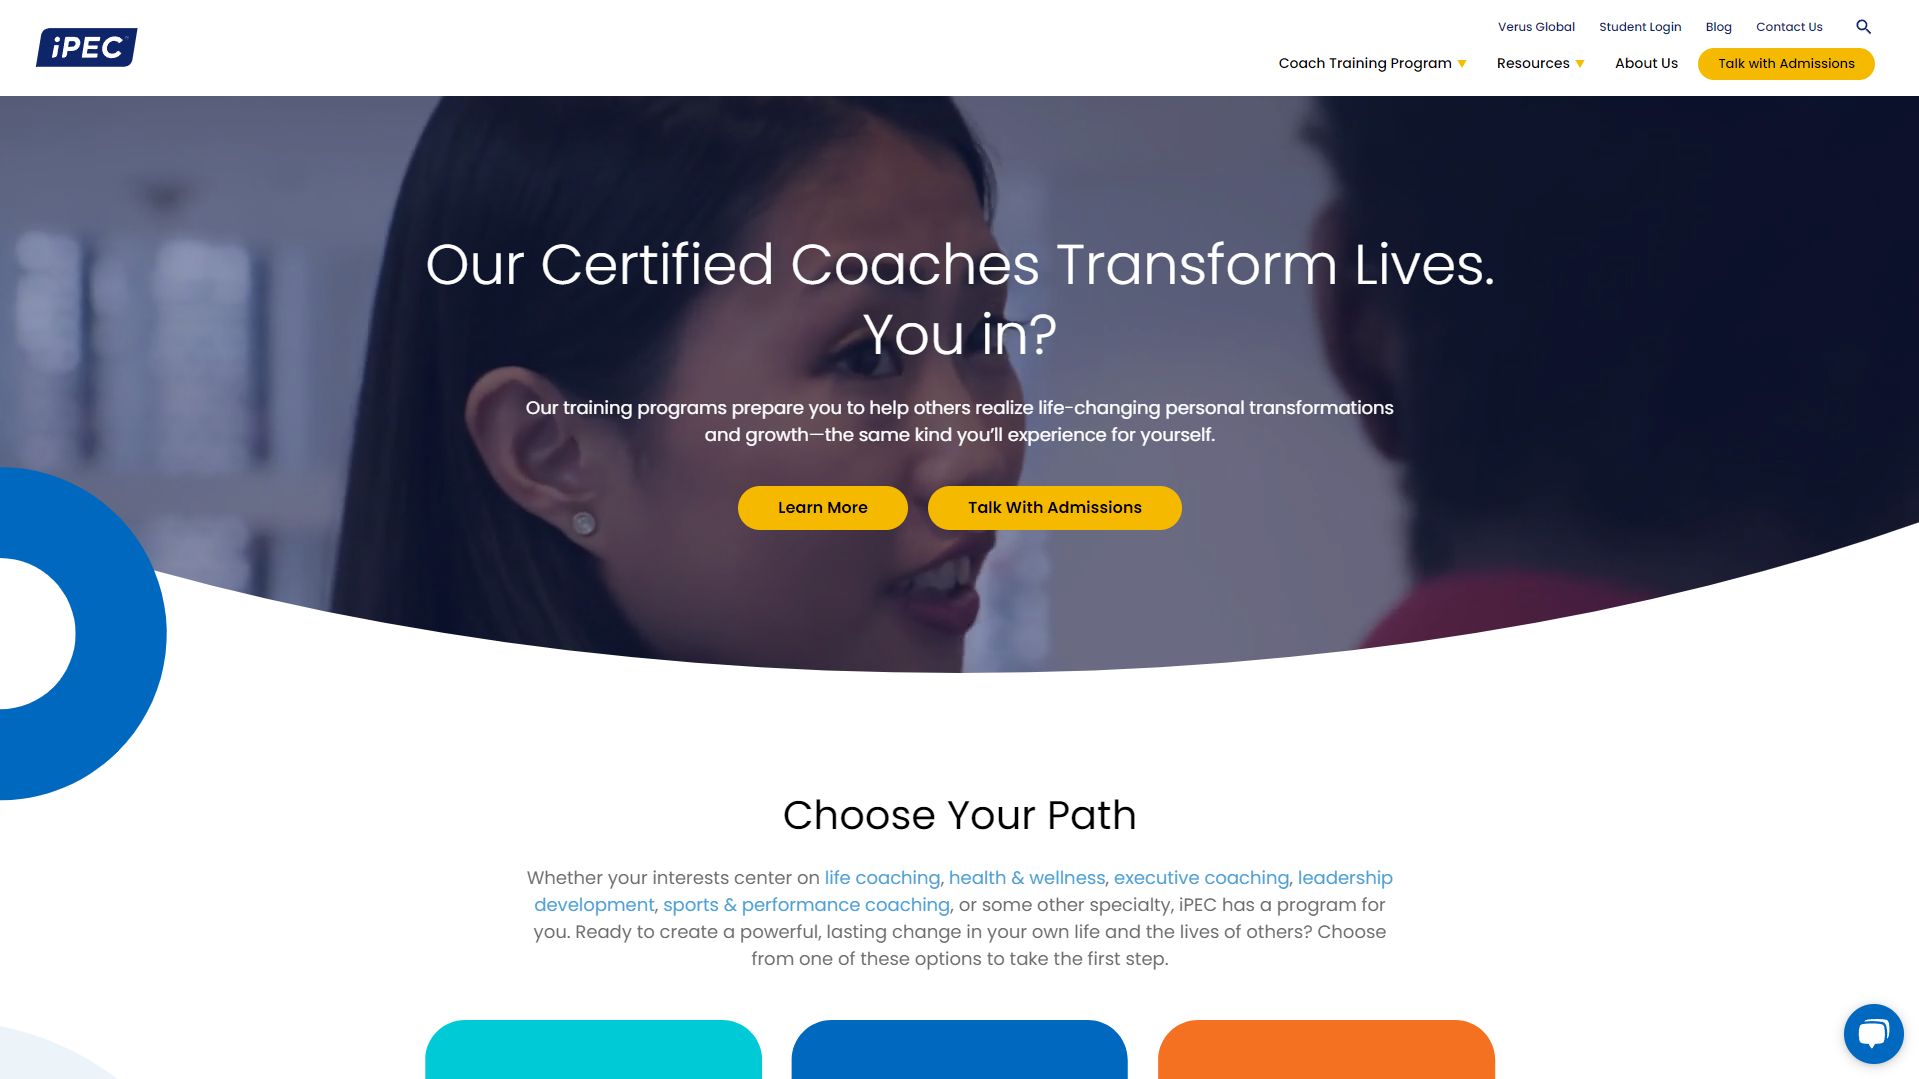 iPEC
Verus Global
Student Login
Blog
Contact Us
Coach Training Program
Resources
About Us
Talk with Admissions
Our Certified Coaches Transform Lives.
You in?
Our training programs prepare you to help others realize life-changing personal transformations
and growth—the same kind you’ll experience for yourself.
Learn More
Talk With Admissions
Choose Your Path
Whether your interests center on life coaching, health & wellness, executive coaching, leadership
development, sports & performance coaching, or some other specialty, iPEC has a program for
you. Ready to create a powerful, lasting change in your own life and the lives of others? Choose
from one of these options to take the first step.